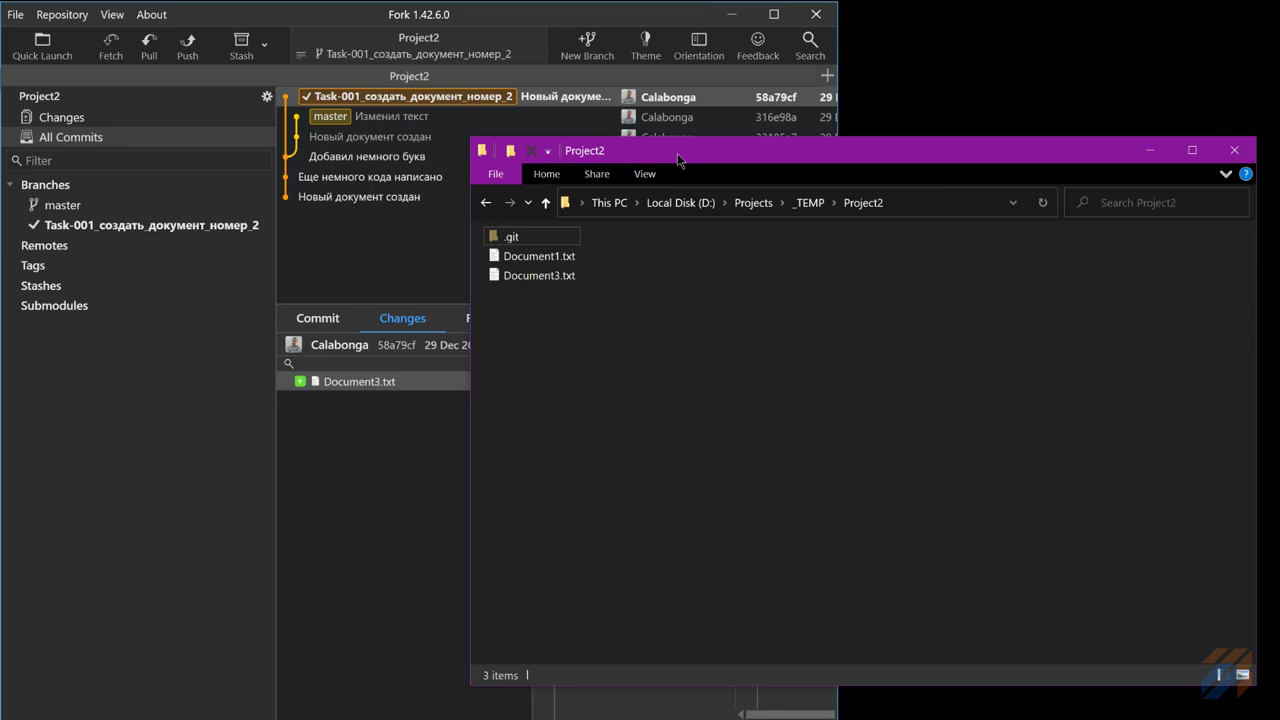 File Repository View About Fork 1.42.6.0
Quick Launch Fetch Pull Push Stash Project2 Task-001_создать_документ_номер_2 New Branch Theme Orientation Feedback Search
Project2
Project2
Changes
All Commits
Filter
Branches
master
Task-001_создать_документ_номер_2
Remotes
Tags
Stashes
Submodules
Task-001_создать_документ_номер_2 Новый докуме... Calabonga 58a79cf 29
master Изменил текст Calabonga 316e98a 29
Новый документ создан
Добавил немного букв
Еще немного кода написано
Новый документ создан
Commit Changes
Calabonga 58a79cf 29 Dec
Document3.txt
Project2
File Home Share View
This PC Local Disk (D:) Projects _TEMP Project2 Search Project2
.git
Document1.txt
Document3.txt
3 items